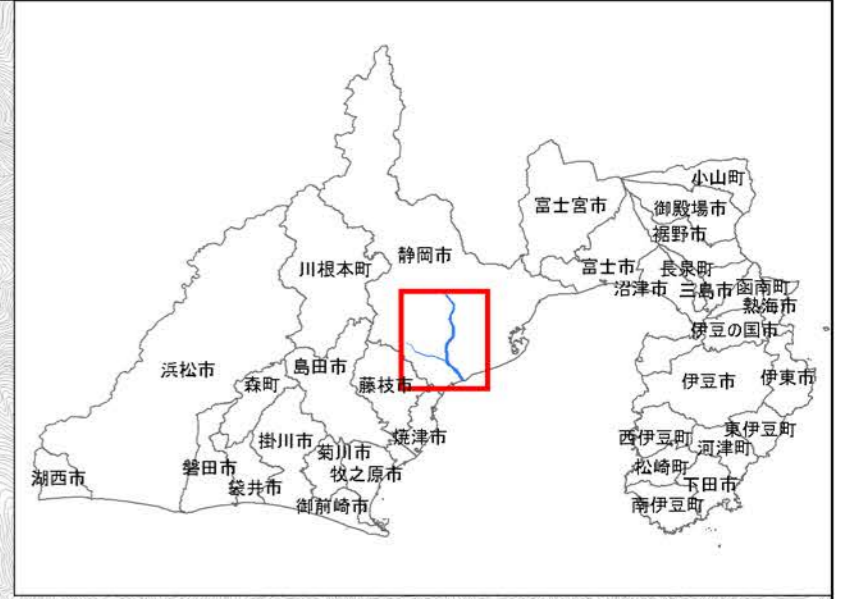 小山町
富士宮市
御殿場市
裾野市
静岡市
川根本町
富士市
長泉町
沼津市
三島市
函南町
熱海市
伊豆の国市
浜松市
島田市
森町
藤枝市
伊豆市
伊東市
掛川市
焼津市
菊川市
西伊豆町
東伊豆町
河津町
湖西市
磐田市
牧之原市
松崎町
袋井市
下田市
御前崎市
南伊豆町